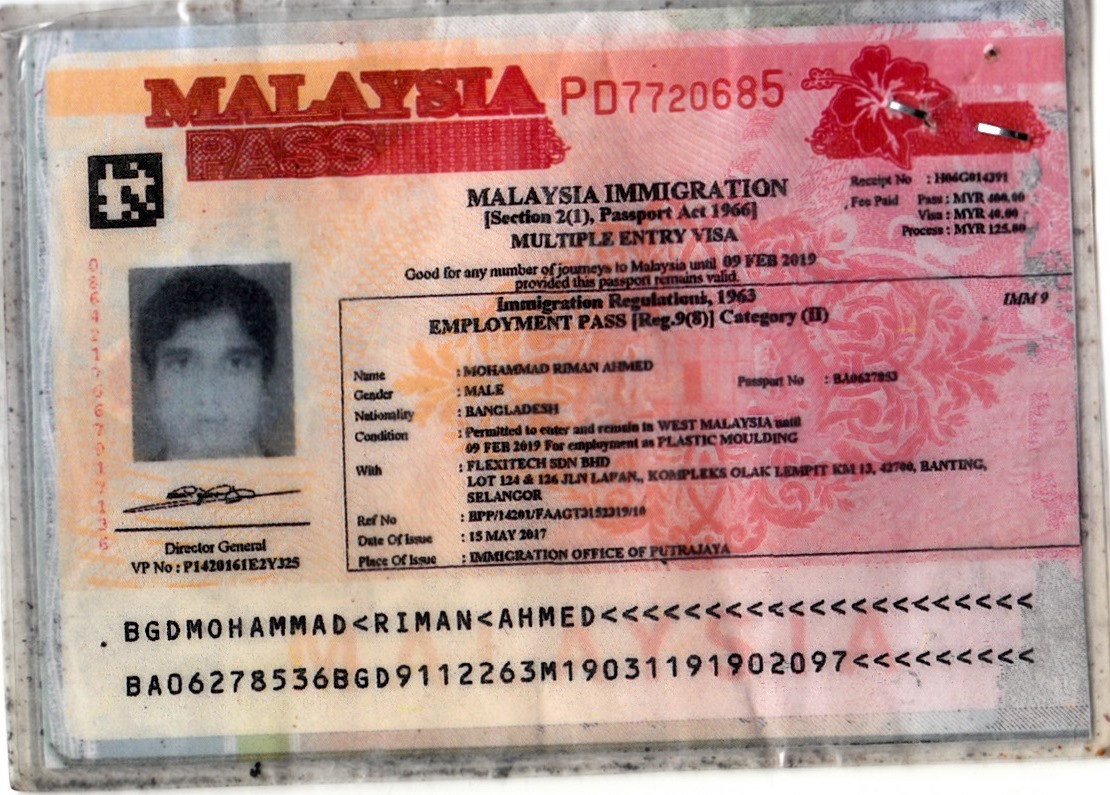 MALAYSIA PD7720685
PASS
Receipt No : H06G014391
Fee Paid Pass : MYR 400.00
Visa : MYR 40.00
Process : MYR 125.00
MALAYSIA IMMIGRATION
[Section 2(1), Passport Act 1966]
MULTIPLE ENTRY VISA
Good for any number of journeys to Malaysia until 09 FEB 2019
provided this passport remains valid.
Immigration Regulations, 1963 IMM 9
EMPLOYMENT PASS [Reg.9(8)] Category (II)
Name : MOHAMMAD RIMAN AHMED
Passport No : BA0627853
Gender : MALE
Nationality : BANGLADESH
Condition : Permitted to enter and remain in WEST MALAYSIA until
09 FEB 2019 For employment as PLASTIC MOULDING
With : FLEXITECH SDN BHD
LOT 124 & 126 JLN LAPAN,, KOMPLEKS OLAK LEMPIT KM 13, 42700, BANTING,
SELANGOR
Ref No : BPP/14201/FAAGT3152319/10
Date Of Issue : 15 MAY 2017
Place Of Issue : IMMIGRATION OFFICE OF PUTRAJAYA
Director General
VP No : P1420161E2Y325
BGDMOHAMMAD<RIMAN<AHMED<<<<<<<<<<<<<<<<<<<<<
BA06278536BGD9112263M19031191902097<<<<<<<<<
MALAYSIA